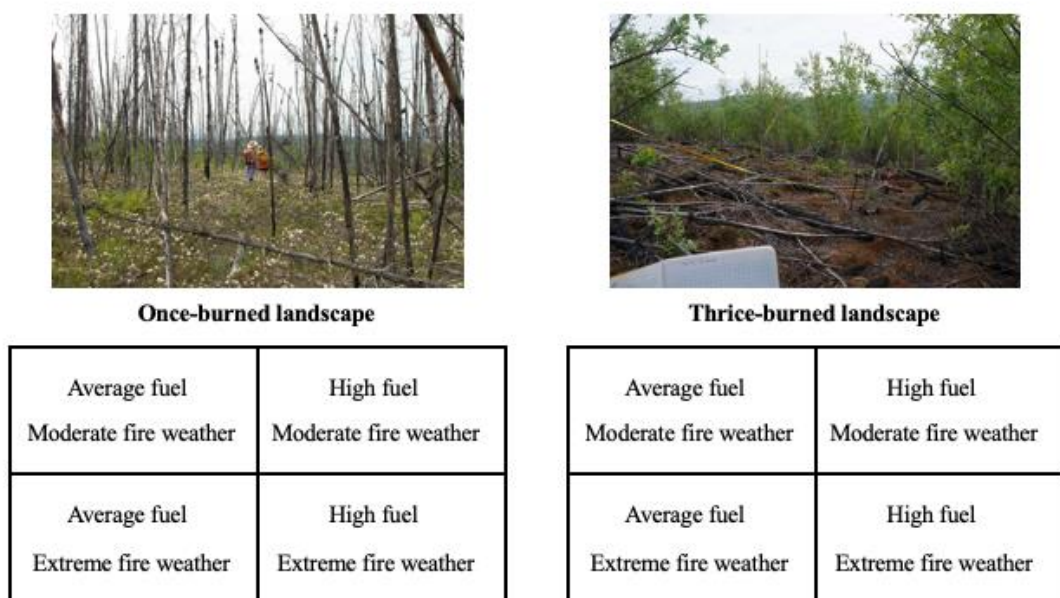 Once-burned landscape
Average fuel
Moderate fire weather
High fuel
Moderate fire weather
Average fuel
Extreme fire weather
High fuel
Extreme fire weather
Thrice-burned landscape
Average fuel
Moderate fire weather
High fuel
Moderate fire weather
Average fuel
Extreme fire weather
High fuel
Extreme fire weather